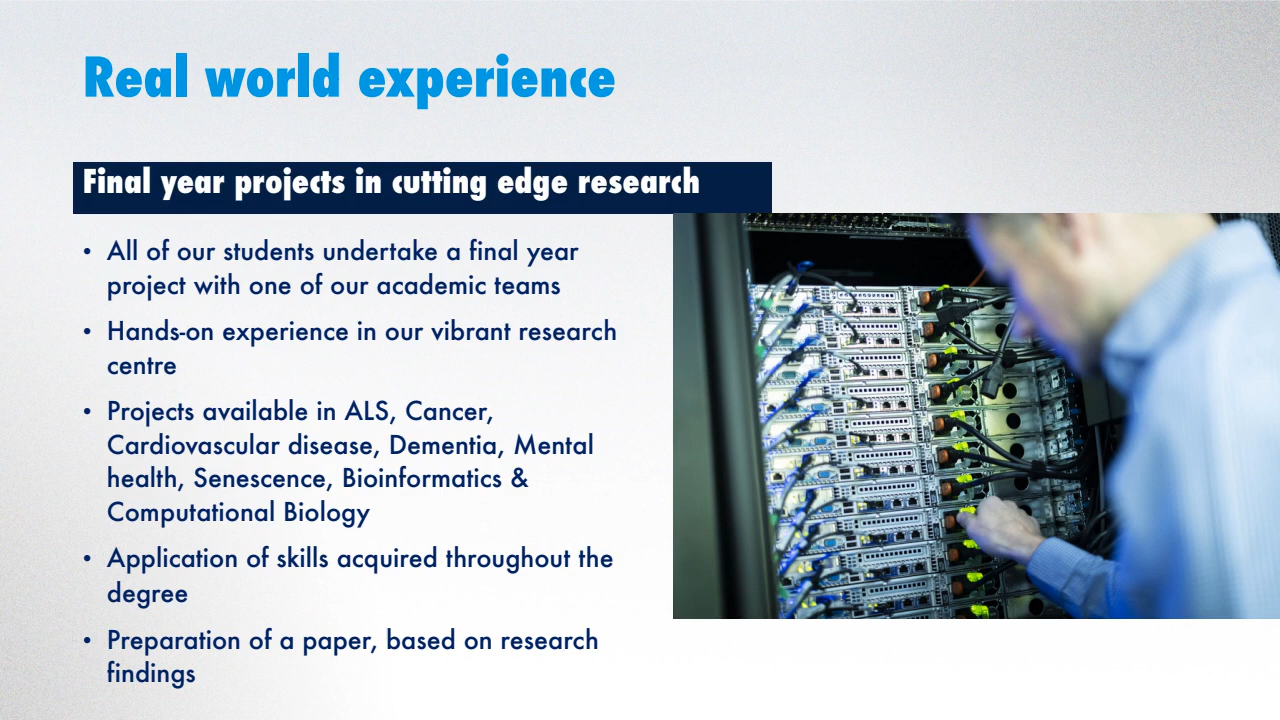 Real world experience
Final year projects in cutting edge research
• All of our students undertake a final year
project with one of our academic teams
• Hands-on experience in our vibrant research
centre
• Projects available in ALS, Cancer,
Cardiovascular disease, Dementia, Mental
health, Senescence, Bioinformatics &
Computational Biology
• Application of skills acquired throughout the
degree
• Preparation of a paper, based on research
findings